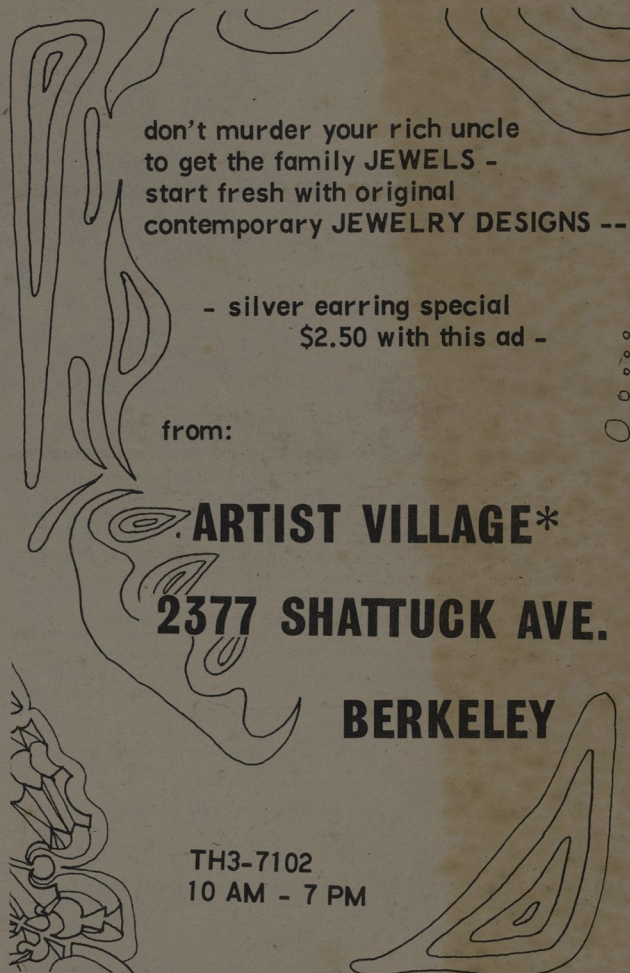 don't murder your rich uncle
to get the family JEWELS -
start fresh with original
contemporary JEWELRY DESIGNS --
- silver earring special
$2.50 with this ad -
from:
ARTIST VILLAGE*
2377 SHATTUCK AVE.
BERKELEY
TH3-7102
10 AM - 7 PM